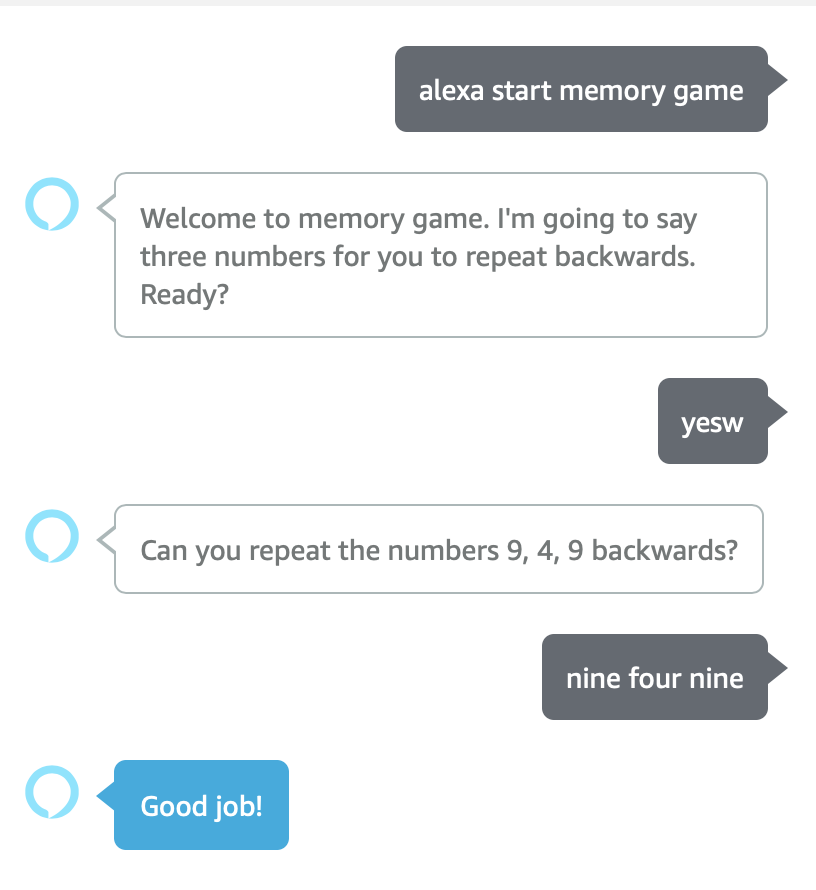 alexa start memory game
Welcome to memory game. I'm going to say
three numbers for you to repeat backwards.
Ready?
yesw
Can you repeat the numbers 9, 4, 9 backwards?
nine four nine
Good job!